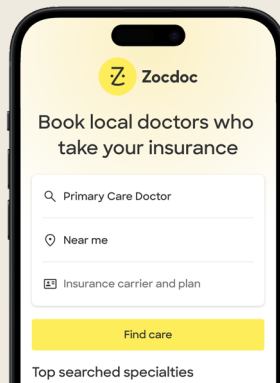 Zocdoc
Book local doctors who
take your insurance
Primary Care Doctor
Near me
Insurance carrier and plan
Find care
Top searched specialties